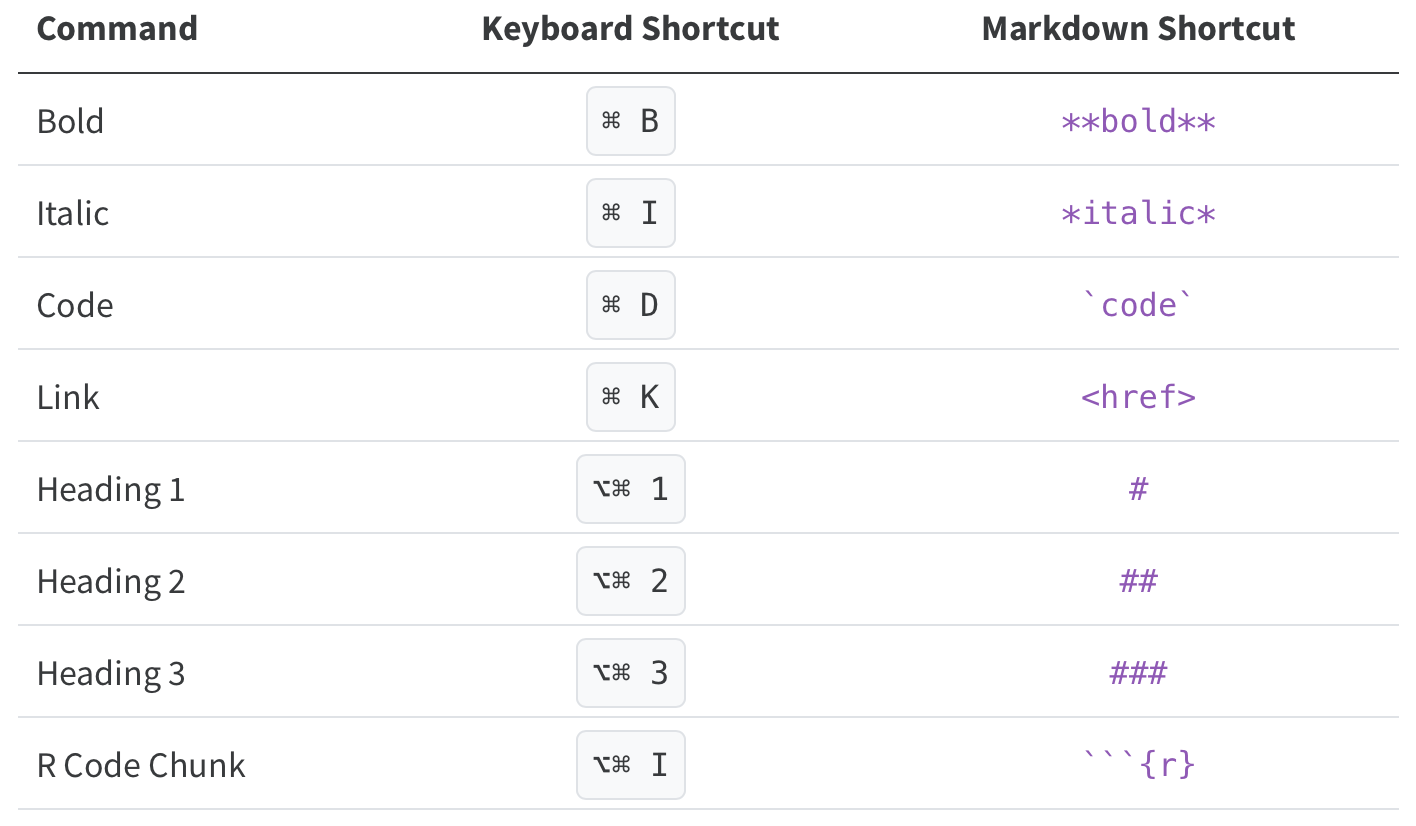 Command Keyboard Shortcut Markdown Shortcut
Bold ⌘ B **bold**
Italic ⌘ I *italic*
Code ⌘ D `code`
Link ⌘ K <href>
Heading 1 ⌥⌘ 1 #
Heading 2 ⌥⌘ 2 ##
Heading 3 ⌥⌘ 3 ###
R Code Chunk ⌥⌘ I ```{r}